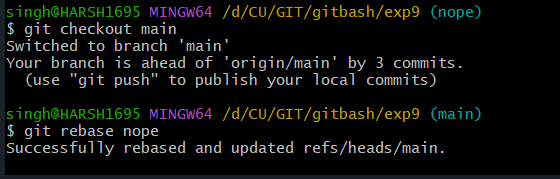 singh@HARSH1695 MINGW64 /d/CU/GIT/gitbash/exp9 (nope)
$ git checkout main
Switched to branch 'main'
Your branch is ahead of 'origin/main' by 3 commits.
  (use "git push" to publish your local commits)

singh@HARSH1695 MINGW64 /d/CU/GIT/gitbash/exp9 (main)
$ git rebase nope
Successfully rebased and updated refs/heads/main.